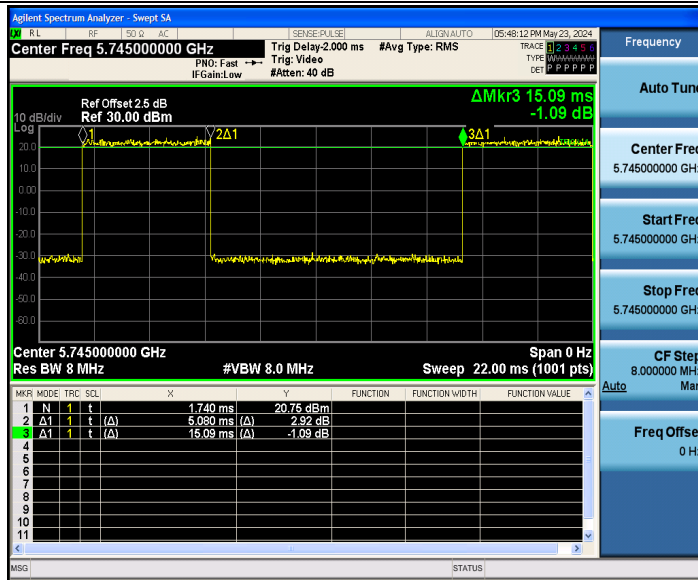 Agilent Spectrum Analyzer - Swept SA
RL RF 50 Ω AC SENSE:PULSE ALIGN AUTO 05:48:12 PM May 23, 2024
Center Freq 5.745000000 GHz
PNO: Fast
IFGain:Low
Trig Delay-2.000 ms
Trig: Video
#Atten: 40 dB
#Avg Type: RMS
TRACE 1 2 3 4 5 6
TYPE W
DET P P P P P P
Frequency
Auto Tune
Center Freq
5.745000000 GHz
Start Freq
5.745000000 GHz
Stop Freq
5.745000000 GHz
CF Step
8.000000 MHz
Auto Man
Freq Offset
0 Hz
ΔMkr3 15.09 ms
-1.09 dB
Ref Offset 2.5 dB
10 dB/div Ref 30.00 dBm
Log
1 2Δ1 3Δ1
20.0
10.0
0.00
-10.0
-20.0
-30.0
-40.0
-50.0
-60.0
Center 5.745000000 GHz Span 0 Hz
Res BW 8 MHz #VBW 8.0 MHz Sweep 22.00 ms (1001 pts)
MKR MODE TRC SCL X Y FUNCTION FUNCTION WIDTH FUNCTION VALUE
1 N 1 t 1.740 ms 20.75 dBm
2 Δ1 1 t (Δ) 5.080 ms (Δ) 2.92 dB
3 Δ1 1 t (Δ) 15.09 ms (Δ) -1.09 dB
4
5
6
7
8
9
10
11
MSG STATUS